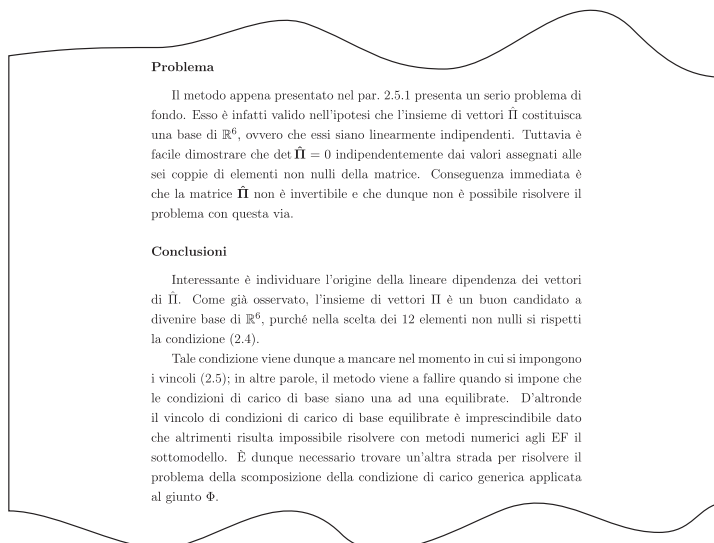 Problema
Il metodo appena presentato nel par. 2.5.1 presenta un serio problema di
fondo. Esso è infatti valido nell'ipotesi che l'insieme di vettori Π̂ costituisca
una base di ℝ⁶, ovvero che essi siano linearmente indipendenti. Tuttavia è
facile dimostrare che det Π̂ = 0 indipendentemente dai valori assegnati alle
sei coppie di elementi non nulli della matrice. Conseguenza immediata è
che la matrice Π̂ non è invertibile e che dunque non è possibile risolvere il
problema con questa via.
Conclusioni
Interessante è individuare l'origine della lineare dipendenza dei vettori
di Π̂. Come già osservato, l'insieme di vettori Π è un buon candidato a
divenire base di ℝ⁶, purché nella scelta dei 12 elementi non nulli si rispetti
la condizione (2.4).
Tale condizione viene dunque a mancare nel momento in cui si impongono
i vincoli (2.5); in altre parole, il metodo viene a fallire quando si impone che
le condizioni di carico di base siano una ad una equilibrate. D'altronde
il vincolo di condizioni di carico di base equilibrate è imprescindibile dato
che altrimenti risulta impossibile risolvere con metodi numerici agli EF il
sottomodello. È dunque necessario trovare un'altra strada per risolvere il
problema della scomposizione della condizione di carico generica applicata
al giunto Φ.